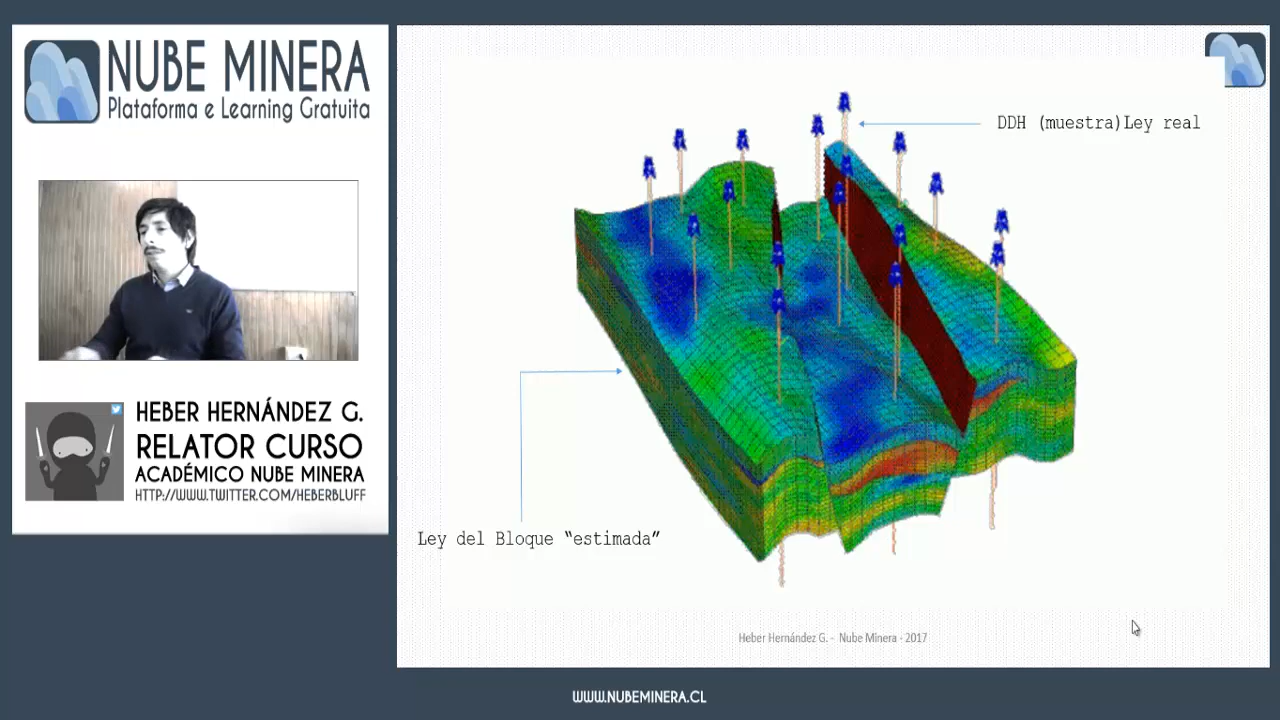 NUBE MINERA
Plataforma e Learning Gratuita
HEBER HERNÁNDEZ G.
RELATOR CURSO
ACADÉMICO NUBE MINERA
HTTP://WWW.TWITTER.COM/HEBERBLUFF
DDH (muestra)Ley real
Ley del Bloque “estimada”
Heber Hernández G. - Nube Minera - 2017
WWW.NUBEMINERA.CL